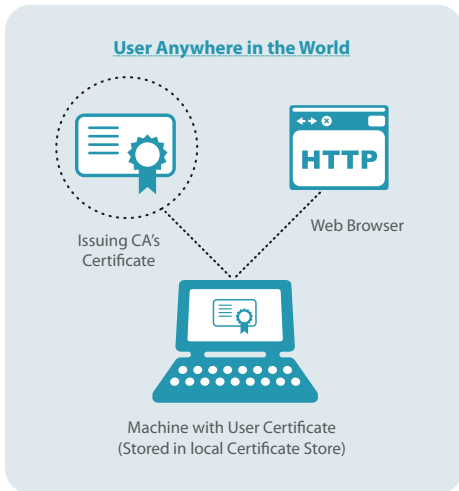 User Anywhere in the World
HTTP
Web Browser
Issuing CA's
Certificate
Machine with User Certificate
(Stored in local Certificate Store)